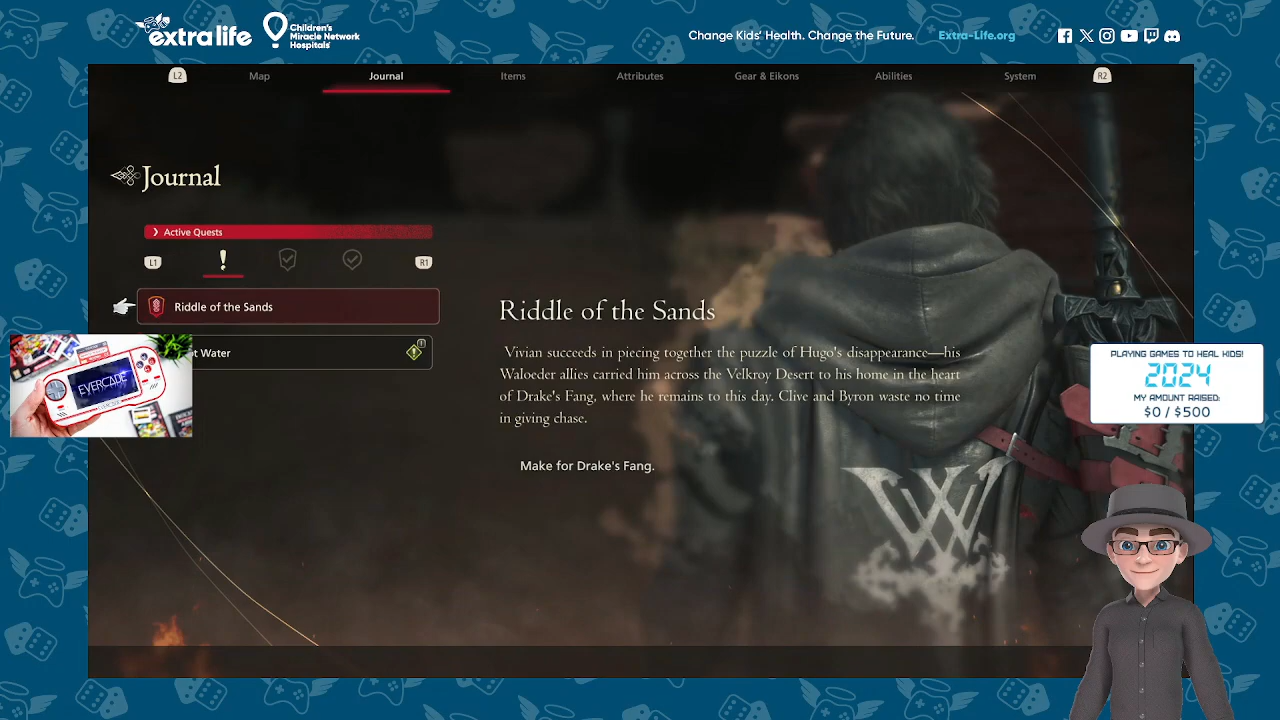 extra life
Children's
Miracle Network
Hospitals
Change Kids' Health. Change the Future.
Extra-Life.org
L2
Map
Journal
Items
Attributes
Gear & Eikons
Abilities
System
R2
Journal
Active Quests
L1
R1
Riddle of the Sands
ot Water
EVERCADE
Riddle of the Sands
Vivian succeeds in piecing together the puzzle of Hugo's disappearance—his
Waloeder allies carried him across the Velkroy Desert to his home in the heart
of Drake's Fang, where he remains to this day. Clive and Byron waste no time
in giving chase.
Make for Drake's Fang.
PLAYING GAMES TO HEAL KIDS!
2024
MY AMOUNT RAISED:
$0 / $500